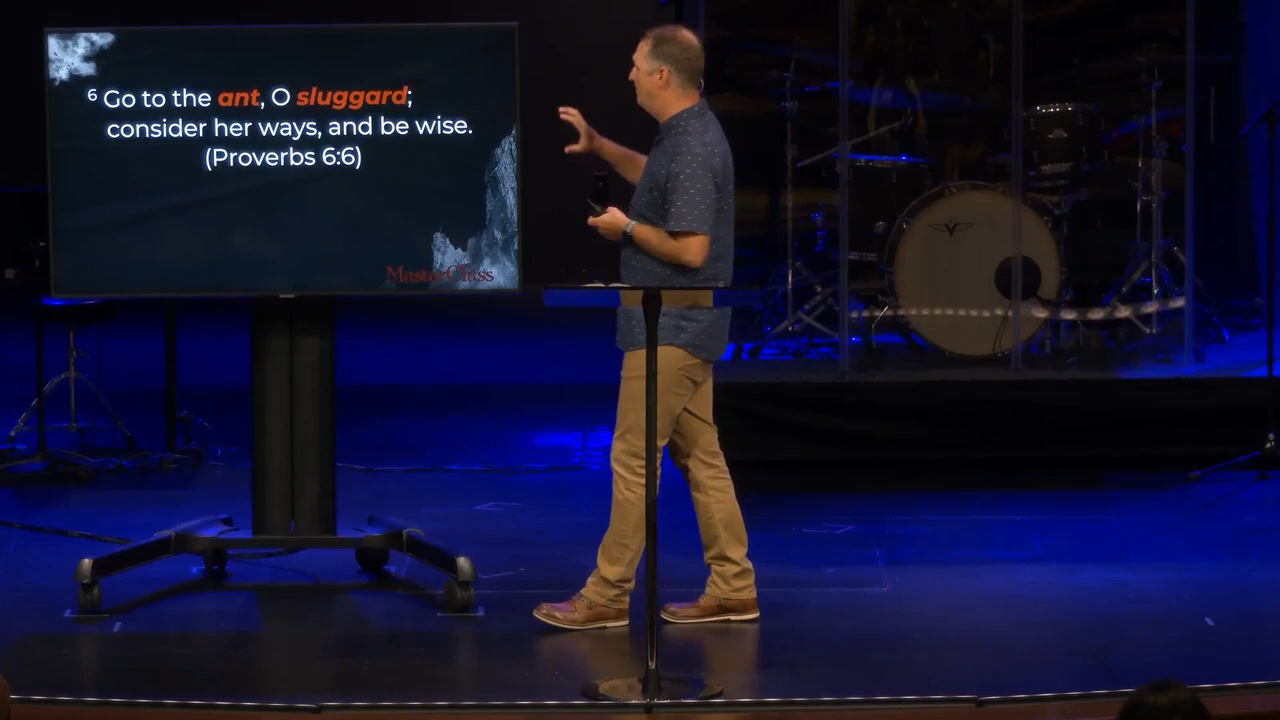 6 Go to the ant, O sluggard;
consider her ways, and be wise.
(Proverbs 6:6)
MasterClass